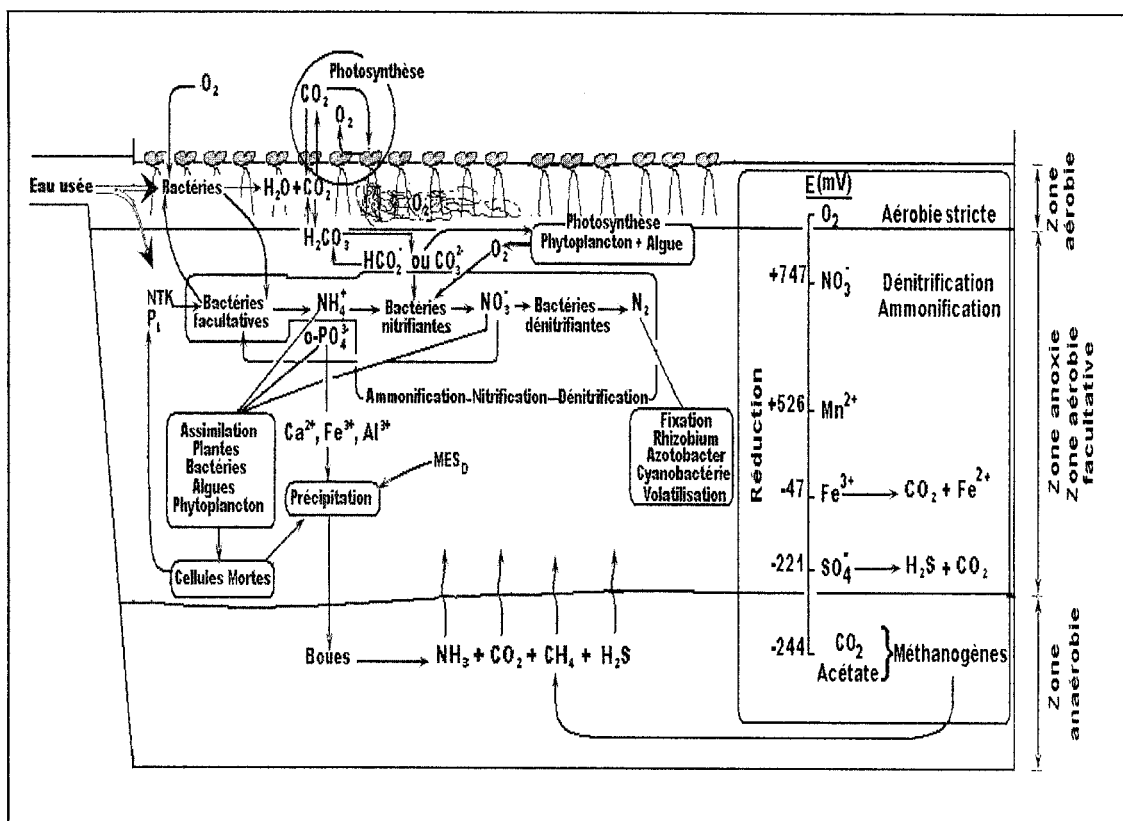 Photosynthèse
O₂
CO₂
O₂
Eau usée
Bactéries
H₂O + CO₂
O₂
H₂CO₃
HCO₂⁻ ou CO₃²⁻
O₂
Photosynthèse
Phytoplancton + Algue
NTK
Pₜ
Bactéries
facultatives
NH₄⁺
o-PO₄³⁻
Bactéries
nitrifiantes
NO₃⁻
Bactéries
dénitrifiantes
N₂
Ammonification-Nitrification-Dénitrification
Assimilation
Plantes
Bactéries
Algues
Phytoplancton
Ca²⁺, Fe³⁺, Al³⁺
MES_D
Précipitation
Cellules Mortes
Fixation
Rhizobium
Azotobacter
Cyanobactérie
Volatilisation
Boues
NH₃ + CO₂ + CH₄ + H₂S
E (mV)
O₂ Aérobie stricte
+747 NO₃⁻ Dénitrification
Ammonification
+526 Mn²⁺
-47 Fe³⁺ CO₂ + Fe²⁺
-221 SO₄⁻ H₂S + CO₂
-244 CO₂
Acétate } Méthanogènes
Réduction
Zone
aérobie
Zone anoxie
Zone aérobie
facultative
Zone
anaérobie